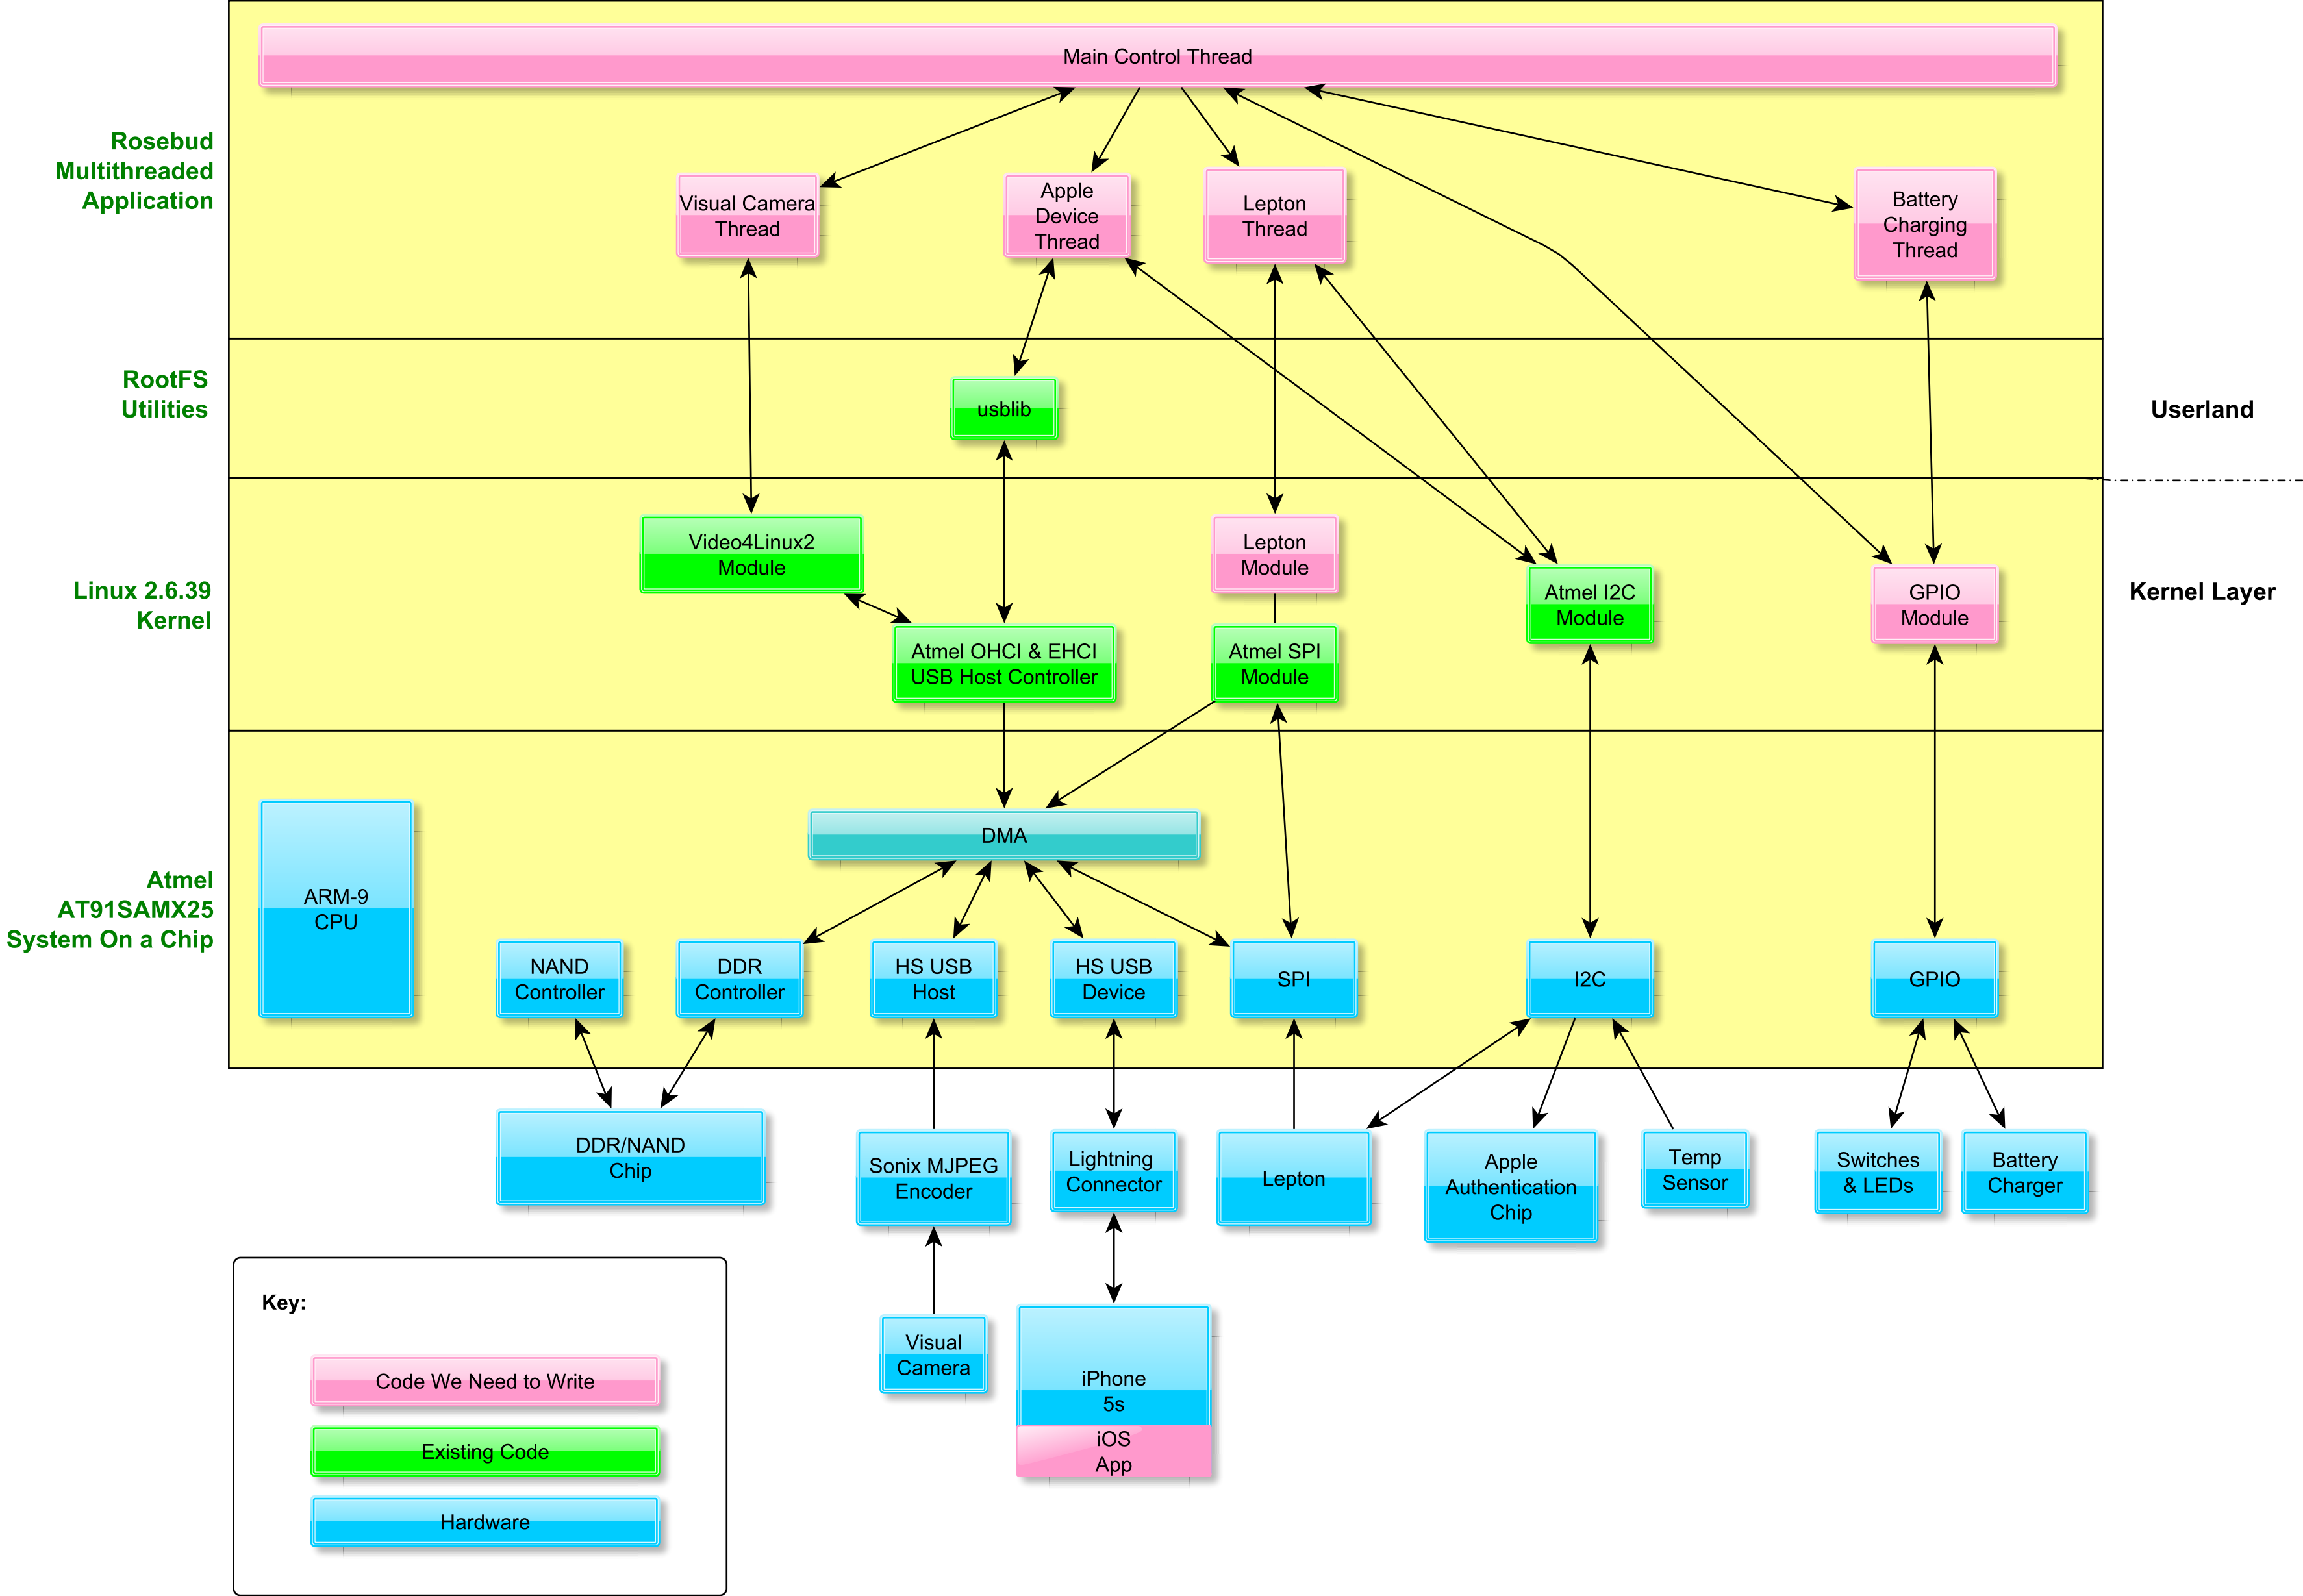 Main Control Thread
Rosebud
Multithreaded
Application
Visual Camera
Thread
Apple
Device
Thread
Lepton
Thread
Battery
Charging
Thread
RootFS
Utilities
usblib
Userland
Linux 2.6.39
Kernel
Video4Linux2
Module
Lepton
Module
Atmel I2C
Module
GPIO
Module
Kernel Layer
Atmel OHCI & EHCI
USB Host Controller
Atmel SPI
Module
Atmel
AT91SAMX25
System On a Chip
ARM-9
CPU
DMA
NAND
Controller
DDR
Controller
HS USB
Host
HS USB
Device
SPI
I2C
GPIO
DDR/NAND
Chip
Sonix MJPEG
Encoder
Lightning
Connector
Lepton
Apple
Authentication
Chip
Temp
Sensor
Switches
& LEDs
Battery
Charger
Visual
Camera
iPhone
5s
iOS
App
Key:
Code We Need to Write
Existing Code
Hardware